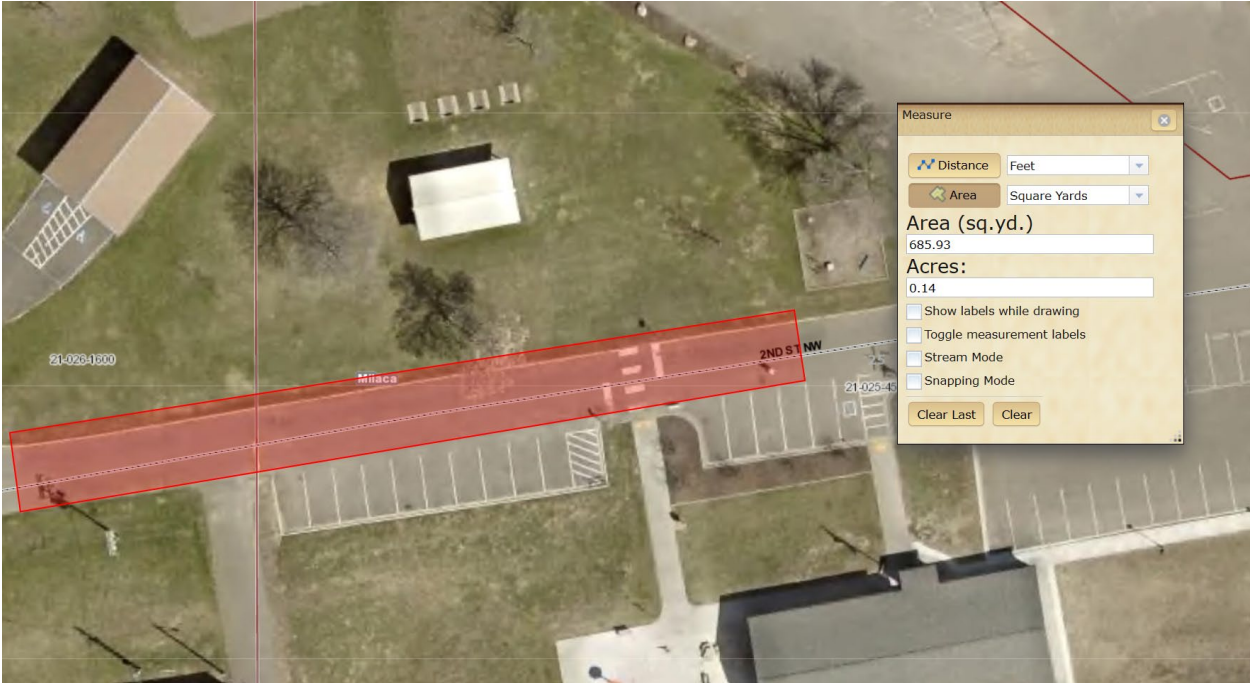 Measure
Distance
Feet
Area
Square Yards
Area (sq.yd.)
685.93
Acres:
0.14
Show labels while drawing
Toggle measurement labels
Stream Mode
Snapping Mode
Clear Last
Clear
2ND ST NW
21-026-1600
Milaca
21-025-45